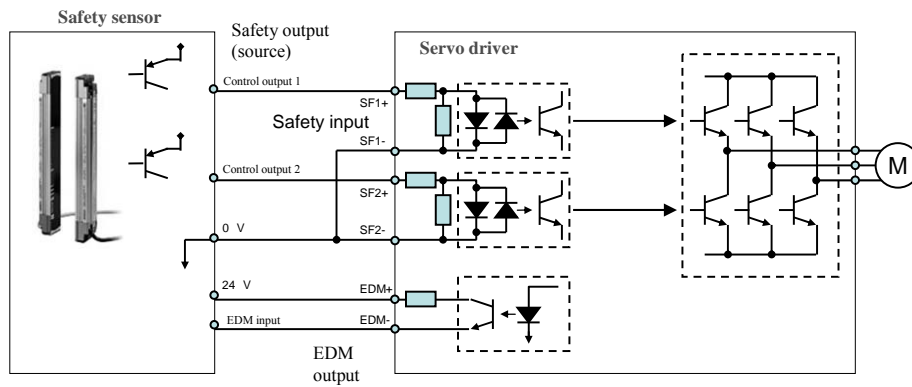 Safety sensor
Safety output
(source)
Servo driver
Control output 1
SF1+
Safety input
SF1-
Control output 2
SF2+
0 V
SF2-
M
24 V
EDM+
EDM input
EDM-
EDM
output